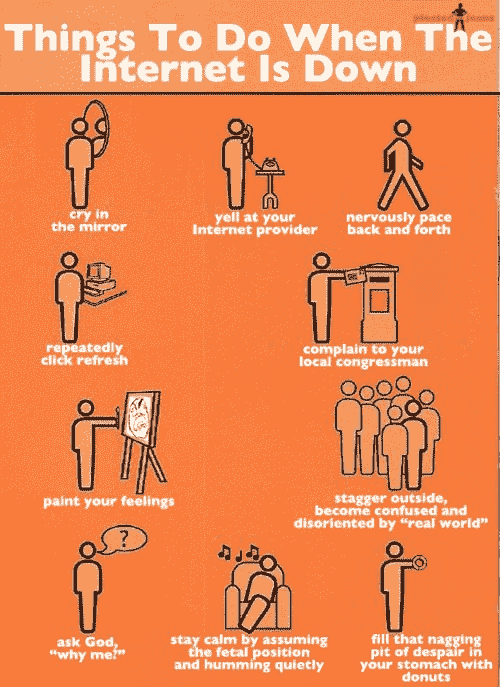 Things To Do When The
Internet Is Down
cry in
the mirror
yell at your
Internet provider
nervously pace
back and forth
repeatedly
click refresh
complain to your
local congressman
paint your feelings
stagger outside,
become confused and
disoriented by “real world”
?
ask God,
“why me?”
stay calm by assuming
the fetal position
and humming quietly
fill that nagging
pit of despair in
your stomach with
donuts